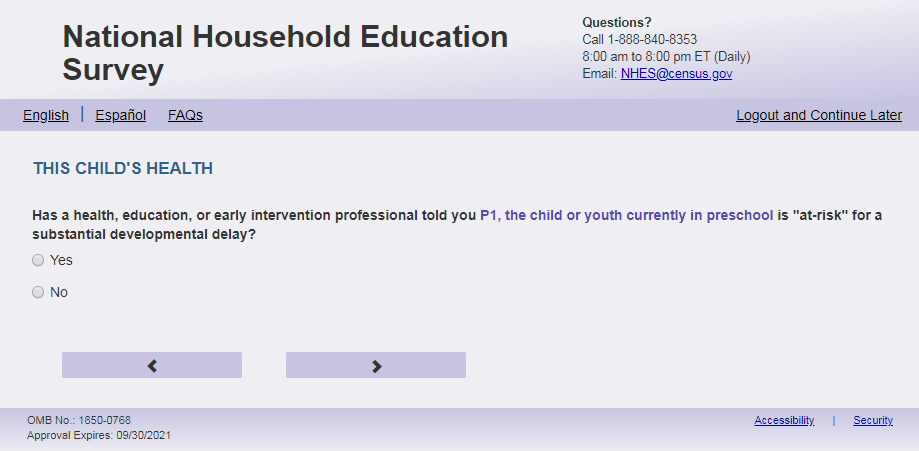 National Household Education
Survey
Questions?
Call 1-888-840-8353
8:00 am to 8:00 pm ET (Daily)
Email: NHES@census.gov
English | Español FAQs Logout and Continue Later
THIS CHILD'S HEALTH
Has a health, education, or early intervention professional told you P1, the child or youth currently in preschool is "at-risk" for a
substantial developmental delay?
Yes
No
OMB No.: 1850-0768
Approval Expires: 09/30/2021
Accessibility | Security